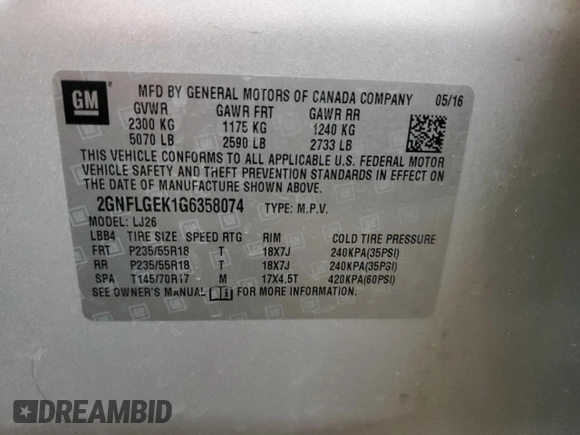 GM
MFD BY GENERAL MOTORS OF CANADA COMPANY 05/16
GVWR GAWR FRT GAWR RR
2300 KG 1175 KG 1240 KG
5070 LB 2590 LB 2733 LB
THIS VEHICLE CONFORMS TO ALL APPLICABLE U.S. FEDERAL MOTOR
VEHICLE SAFETY AND THEFT PREVENTION STANDARDS IN EFFECT ON
THE DATE OF MANUFACTURE SHOWN ABOVE.
2GNFLGEK1G6358074 TYPE: M.P.V.
MODEL: LJ26
LBB4 TIRE SIZE SPEED RTG RIM COLD TIRE PRESSURE
FRT P235/55R18 T 18X7J 240KPA(35PSI)
RR P235/55R18 T 18X7J 240KPA(35PSI)
SPA T145/70R17 M 17X4.5T 420KPA(60PSI)
SEE OWNER'S MANUAL FOR MORE INFORMATION.
DREAMBID